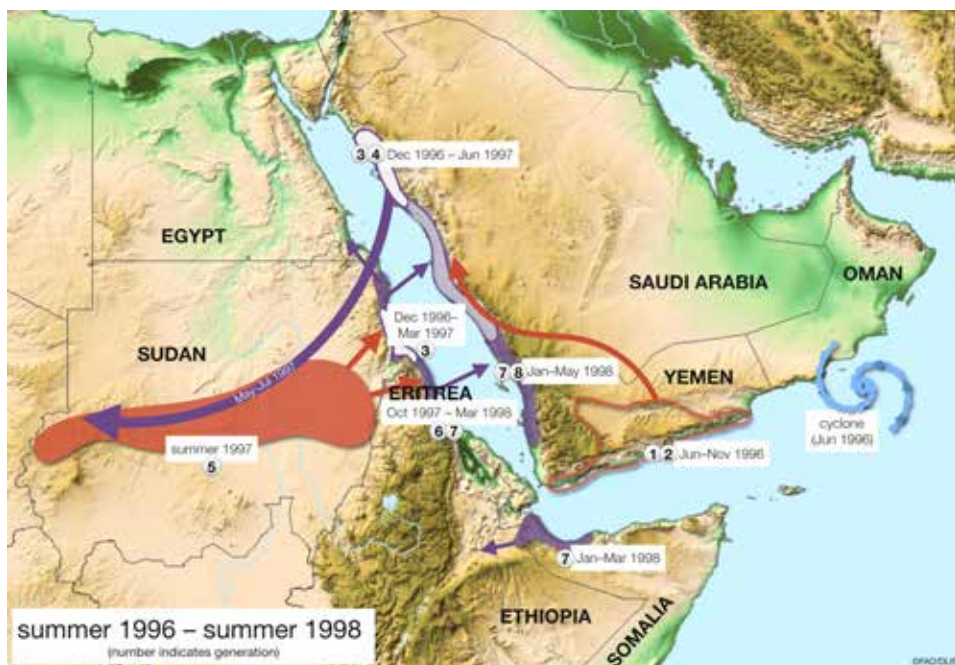 3 4 Dec 1996 – Jun 1997
EGYPT
SAUDI ARABIA
OMAN
Dec 1996–
Mar 1997
3
SUDAN
May-Jul 1997
7 8 Jan–May 1998
YEMEN
ERITREA
Oct 1997 – Mar 1998
6 7
cyclone
(Jun 1996)
summer 1997
5
1 2 Jun–Nov 1996
7 Jan–Mar 1998
ETHIOPIA
SOMALIA
summer 1996 – summer 1998
(number indicates generation)